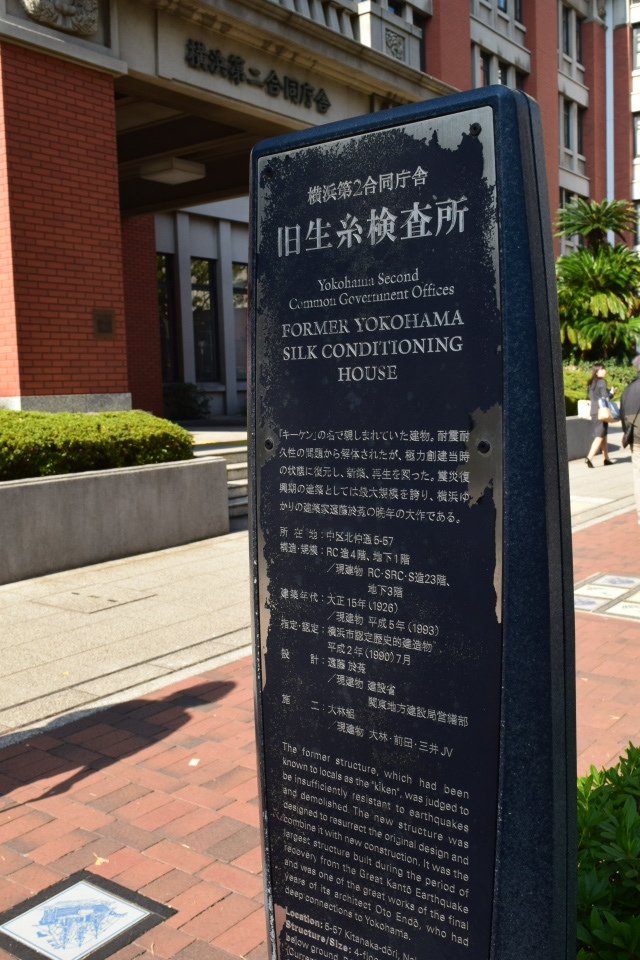 横浜第二合同庁舎
横浜第2合同庁舎
旧生糸検査所
Yokohama Second
Common Government Offices
FORMER YOKOHAMA
SILK CONDITIONING
HOUSE
「キーケン」の名で親しまれていた建物。耐震耐
久性の問題から解体されたが、極力創建当時
の状態に復元し、新築、再生を図った。震災復
興期の建築としては最大規模を誇り、横浜ゆ
かりの建築家遠藤於菟の晩年の大作である。
所在地：中区北仲通5-57
構造・規模：RC造4階、地下1階
／現建物 RC・SRC・S造23階、
地下3階
建築年代：大正15年（1926）
／現建物 平成5年（1993）
指定・認定：横浜市認定歴史的建造物
平成2年（1990）7月
設計：遠藤於菟
／現建物 建設省
関東地方建設局営繕部
施工：大林組
／現建物 大林・前田・三井JV
The former structure, which had been
known to locals as the "kiken", was judged to
be insufficiently resistant to earthquakes
and demolished. The new structure was
designed to resurrect the original design and
combine it with new construction. It was the
largest structure built during the period of
recovery from the Great Kantō Earthquake
and was one of the great works of the final
years of its architect Oto Endō, who had
deep connections to Yokohama.
Location: 5-57 Kitanaka-dōri,
Structure/Size:
below ground